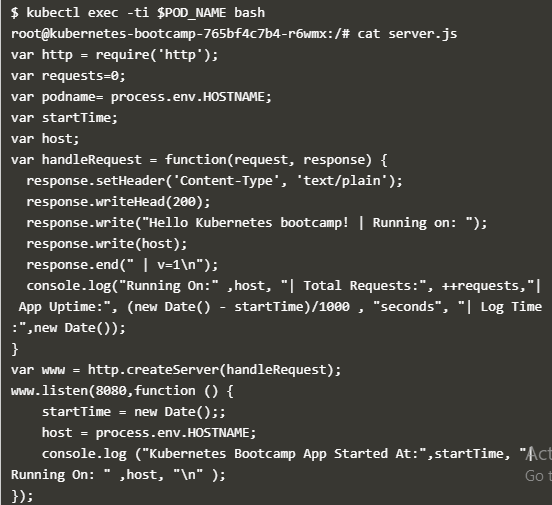 $ kubectl exec -ti $POD_NAME bash
root@kubernetes-bootcamp-765bf4c7b4-r6wmx:/# cat server.js
var http = require('http');
var requests=0;
var podname= process.env.HOSTNAME;
var startTime;
var host;
var handleRequest = function(request, response) {
  response.setHeader('Content-Type', 'text/plain');
  response.writeHead(200);
  response.write("Hello Kubernetes bootcamp! | Running on: ");
  response.write(host);
  response.end(" | v=1\n");
  console.log("Running On:" ,host, "| Total Requests:", ++requests,"|
 App Uptime:", (new Date() - startTime)/1000 , "seconds", "| Log Time
:",new Date());
}
var www = http.createServer(handleRequest);
www.listen(8080,function () {
    startTime = new Date();;
    host = process.env.HOSTNAME;
    console.log ("Kubernetes Bootcamp App Started At:",startTime, "|
Running On: " ,host, "\n" );
});
Act
Go t